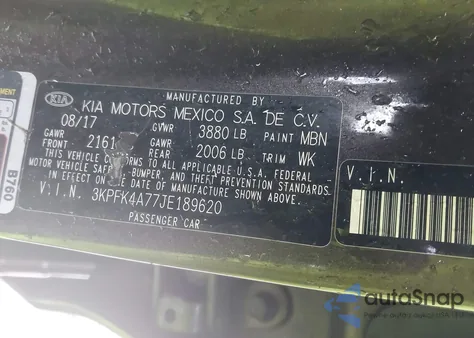 MANUFACTURED BY
KIA KIA MOTORS MEXICO S.A. DE C.V.
08/17 GVWR 3880 LB PAINT MBN
GAWR FRONT 2161 GAWR REAR 2006 LB TRIM WK
THIS VEHICLE CONFORMS TO ALL APPLICABLE U.S.A. FEDERAL
MOTOR VEHICLE SAFETY, BUMPER, AND THEFT PREVENTION STANDARDS
IN EFFECT ON THE DATE OF MANUFACTURE SHOWN ABOVE.
V.I.N. 3KPFK4A77JE189620
PASSENGER CAR
V.I.N.
B760
autoSnap